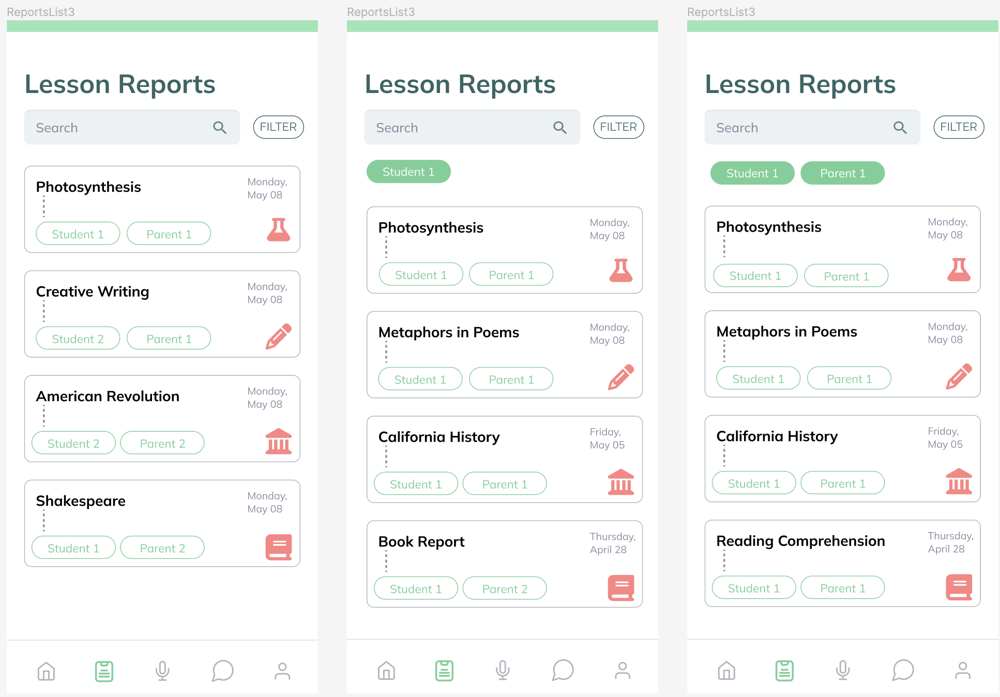 ReportsList3
Lesson Reports
Search
FILTER
Photosynthesis
Monday,
May 08
Student 1
Parent 1
Creative Writing
Monday,
May 08
Student 2
Parent 1
American Revolution
Monday,
May 08
Student 2
Parent 2
Shakespeare
Monday,
May 08
Student 1
Parent 2
ReportsList3
Lesson Reports
Search
FILTER
Student 1
Photosynthesis
Monday,
May 08
Student 1
Parent 1
Metaphors in Poems
Monday,
May 08
Student 1
Parent 1
California History
Friday,
May 05
Student 1
Parent 1
Book Report
Thursday,
April 28
Student 1
Parent 2
ReportsList3
Lesson Reports
Search
FILTER
Student 1
Parent 1
Photosynthesis
Monday,
May 08
Student 1
Parent 1
Metaphors in Poems
Monday,
May 08
Student 1
Parent 1
California History
Friday,
May 05
Student 1
Parent 1
Reading Comprehension
Thursday,
April 28
Student 1
Parent 1